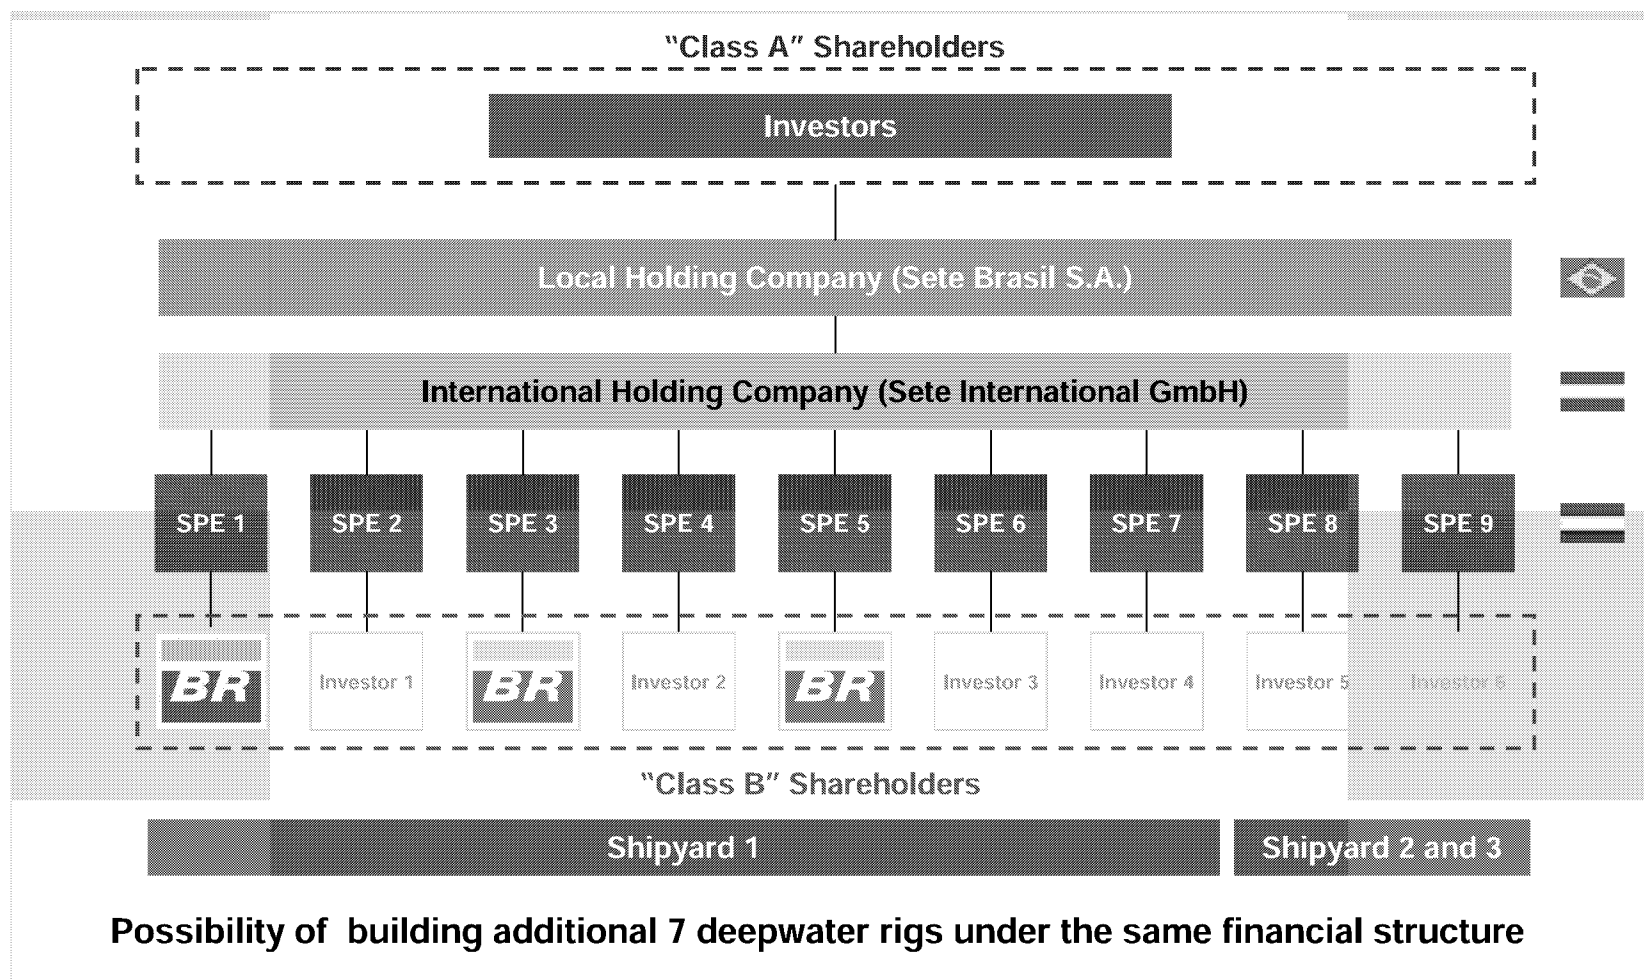 “Class A” Shareholders
Investors
Local Holding Company (Sete Brasil S.A.)
International Holding Company (Sete International GmbH)
SPE 1 SPE 2 SPE 3 SPE 4 SPE 5 SPE 6 SPE 7 SPE 8 SPE 9
BR Investor 1 BR Investor 2 BR Investor 3 Investor 4 Investor 5 Investor 6
“Class B” Shareholders
Shipyard 1 Shipyard 2 and 3
Possibility of building additional 7 deepwater rigs under the same financial structure